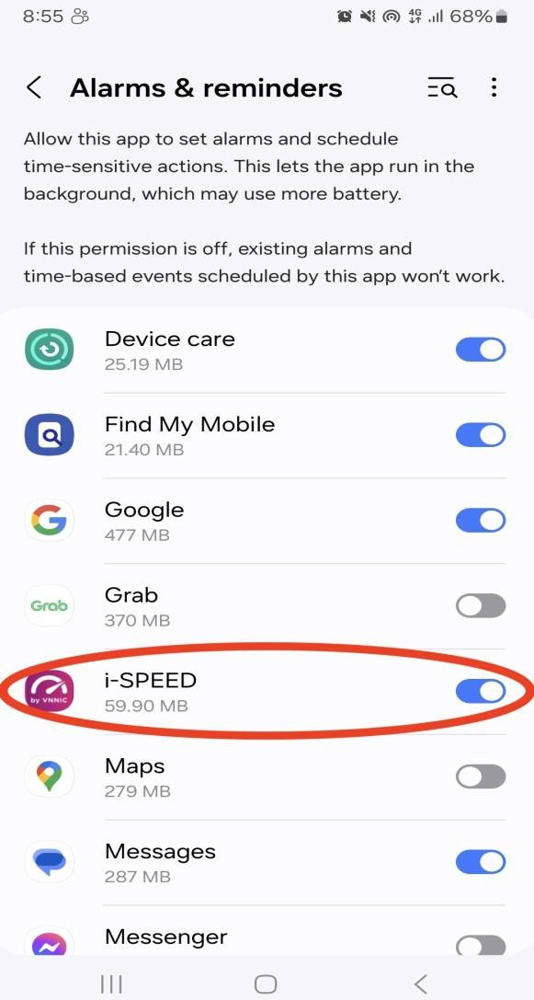 8:55 4G 68%
Alarms & reminders
Allow this app to set alarms and schedule
time-sensitive actions. This lets the app run in the
background, which may use more battery.
If this permission is off, existing alarms and
time-based events scheduled by this app won't work.
Device care
25.19 MB
Find My Mobile
21.40 MB
Google
477 MB
Grab
Grab
370 MB
i-SPEED
by VNNIC
59.90 MB
Maps
279 MB
Messages
287 MB
Messenger